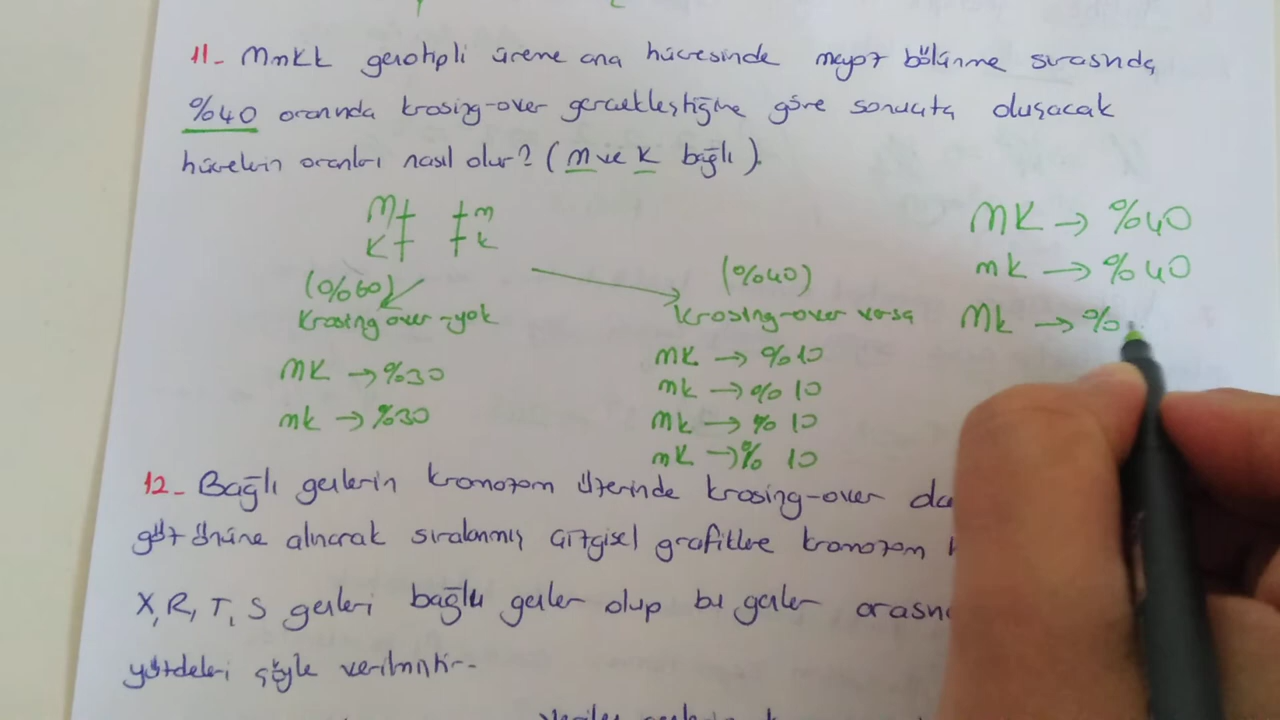 11- MmKk genotipli üreme ana hücresinde mayoz bölünme sırasında
%40 oranında krosing-over gerçekleştiğine göre sonuçta oluşacak
hücrelerin oranları nasıl olur? (M ve K bağlı).
M m
K k
(%60)
Krosing over -yok
MK → %30
mk → %30
(%40)
Krosing-over varsa
MK → %10
mk → %10
Mk → %10
mK → %10
MK → %40
mk → %40
Mk → %
12- Bağlı genlerin kromozom üzerinde krosing-over
göz önüne alınarak sıralanmış çizgisel grafiklere kromozom
X, R, T, S genleri bağlı genler olup bu genler
yüzdeleri şöyle verilmiştir.